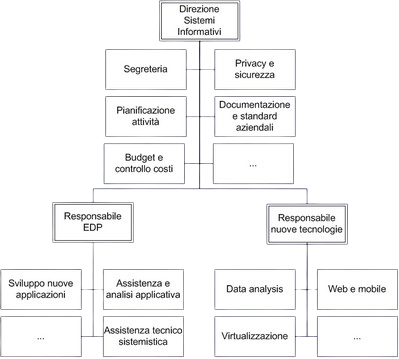 Direzione
Sistemi
Informativi
Segreteria
Privacy e
sicurezza
Pianificazione
attività
Documentazione
e standard
aziendali
Budget e
controllo costi
...
Responsabile
EDP
Responsabile
nuove tecnologie
Sviluppo nuove
applicazioni
Assistenza e
analisi applicativa
Data analysis
Web e mobile
...
Assistenza tecnico
sistemistica
Virtualizzazione
...